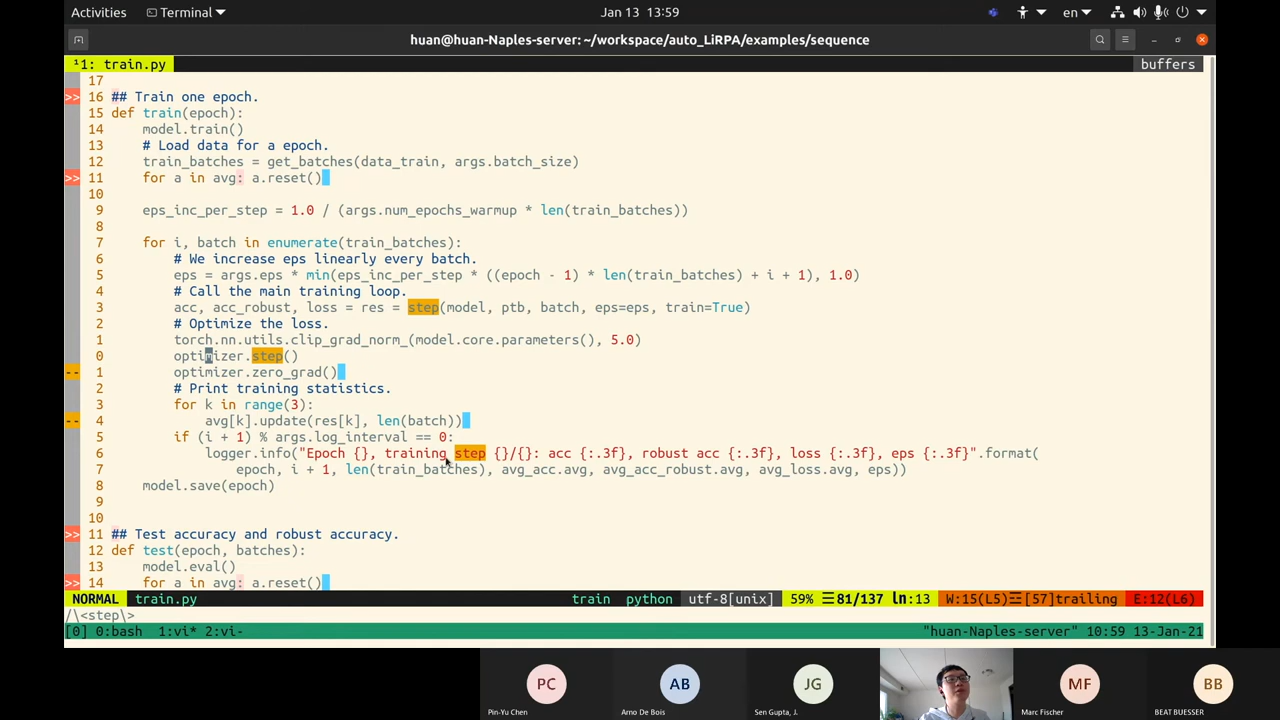 Activities
Terminal
Jan 13 13:59
en
huan@huan-Naples-server: ~/workspace/auto_LiRPA/examples/sequence
¹1: train.py
buffers
17
>> 16 ## Train one epoch.
15 def train(epoch):
14     model.train()
13     # Load data for a epoch.
12     train_batches = get_batches(data_train, args.batch_size)
>> 11     for a in avg: a.reset()
10
9     eps_inc_per_step = 1.0 / (args.num_epochs_warmup * len(train_batches))
8
7     for i, batch in enumerate(train_batches):
6         # We increase eps linearly every batch.
5         eps = args.eps * min(eps_inc_per_step * ((epoch - 1) * len(train_batches) + i + 1), 1.0)
4         # Call the main training loop.
3         acc, acc_robust, loss = res = step(model, ptb, batch, eps=eps, train=True)
2         # Optimize the loss.
1         torch.nn.utils.clip_grad_norm_(model.core.parameters(), 5.0)
0         optimizer.step()
-- 1         optimizer.zero_grad()
2         # Print training statistics.
3         for k in range(3):
-- 4             avg[k].update(res[k], len(batch))
5         if (i + 1) % args.log_interval == 0:
6             logger.info("Epoch {}, training step {}/{}: acc {:.3f}, robust acc {:.3f}, loss {:.3f}, eps {:.3f}".format(
7                 epoch, i + 1, len(train_batches), avg_acc.avg, avg_acc_robust.avg, avg_loss.avg, eps))
8     model.save(epoch)
9
10
>> 11 ## Test accuracy and robust accuracy.
12 def test(epoch, batches):
13     model.eval()
>> 14     for a in avg: a.reset()
NORMAL train.py train python utf-8[unix] 59% ☰81/137 ln:13 W:15(L5)☲[57]trailing E:12(L6)
/\<step\>
[0] 0:bash 1:vi* 2:vi- "huan-Naples-server" 10:59 13-Jan-21
PC
AB
JG
MF
BB
Pin-Yu Chen
Arno De Bois
Sen Gupta, J.
Marc Fischer
BEAT BUESSER